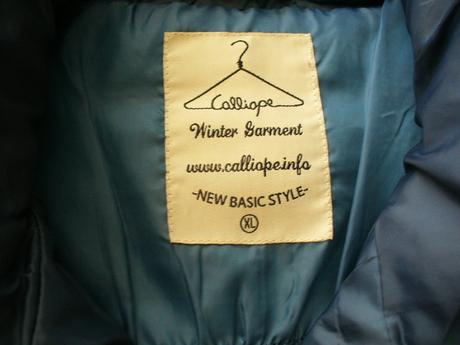 Calliope
Winter Garment
www.calliope.info
-NEW BASIC STYLE-
XL